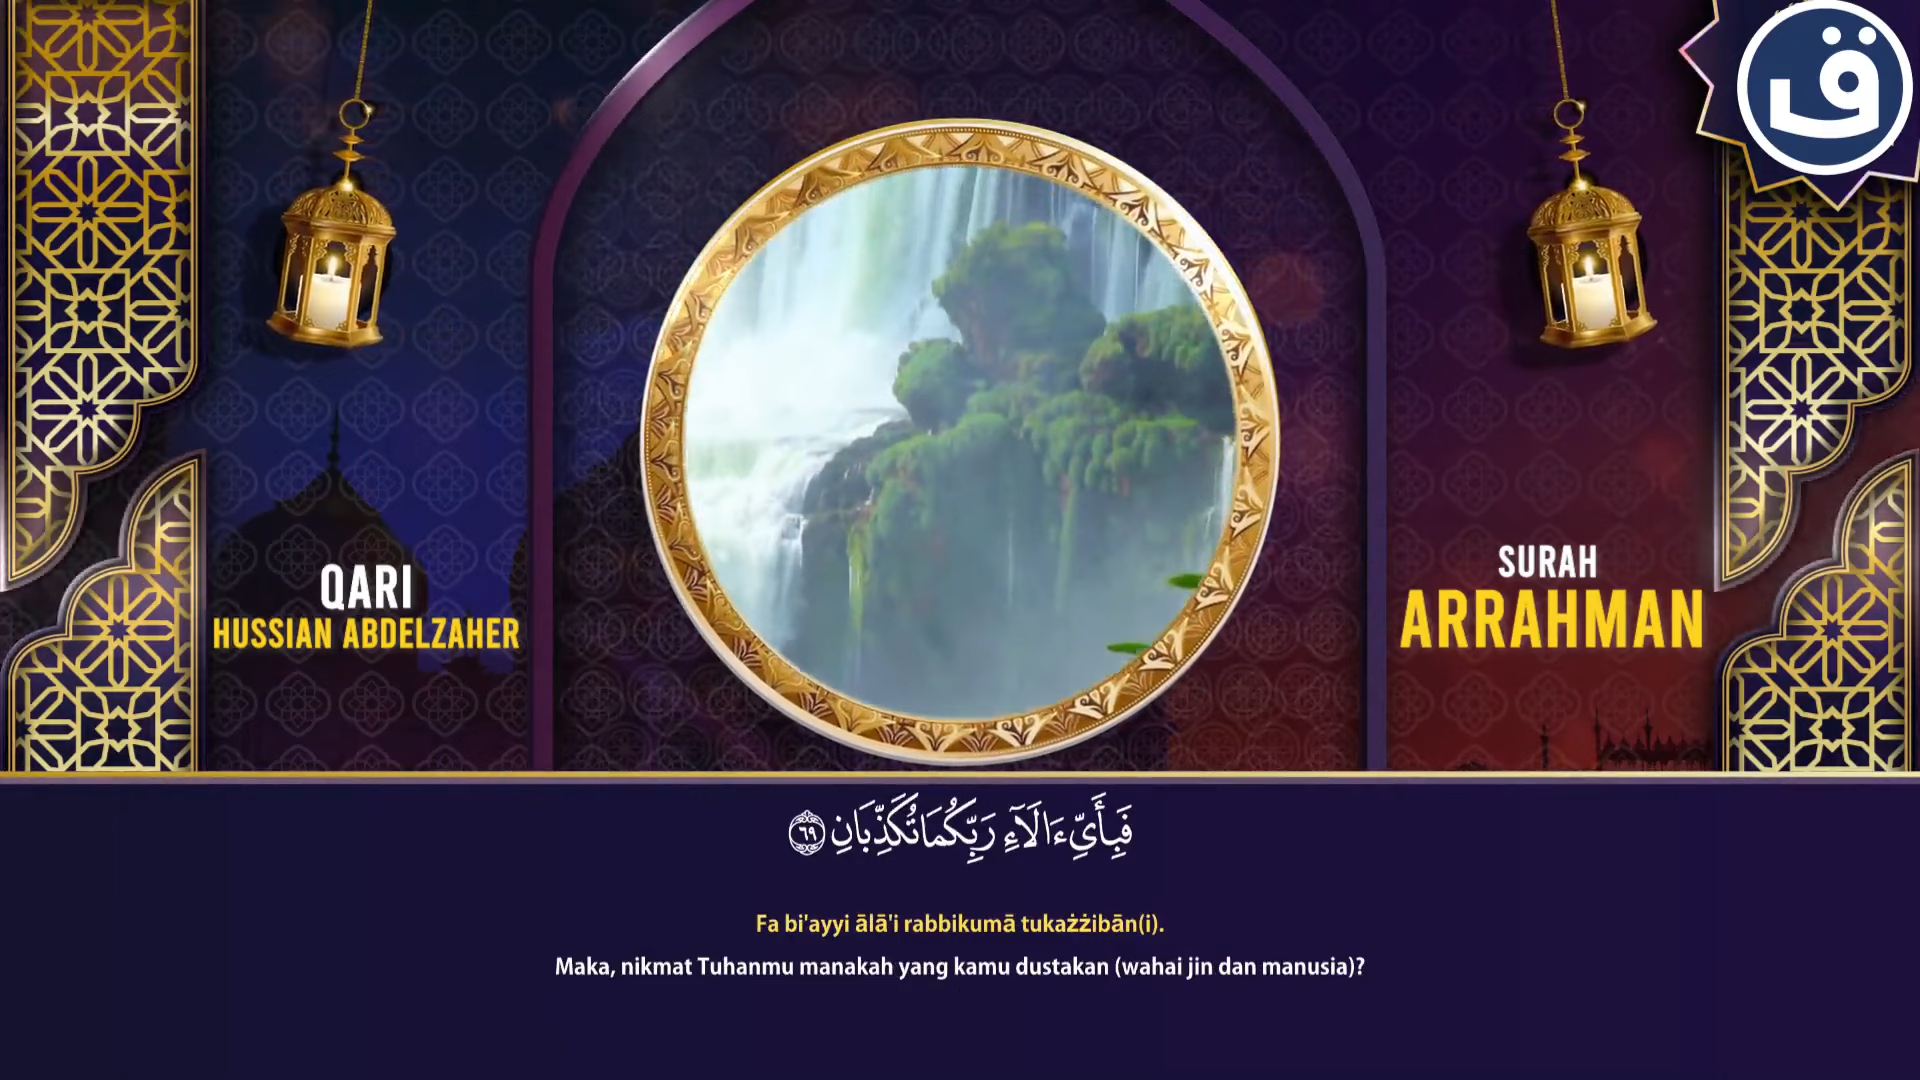 ق
QARI
HUSSIAN ABDELZAHER
SURAH
ARRAHMAN
فَبِأَيِّ ءَالَآءِ رَبِّكُمَا تُكَذِّبَانِ ٦٩
Fa bi'ayyi ālā'i rabbikumā tukażżibān(i).
Maka, nikmat Tuhanmu manakah yang kamu dustakan (wahai jin dan manusia)?